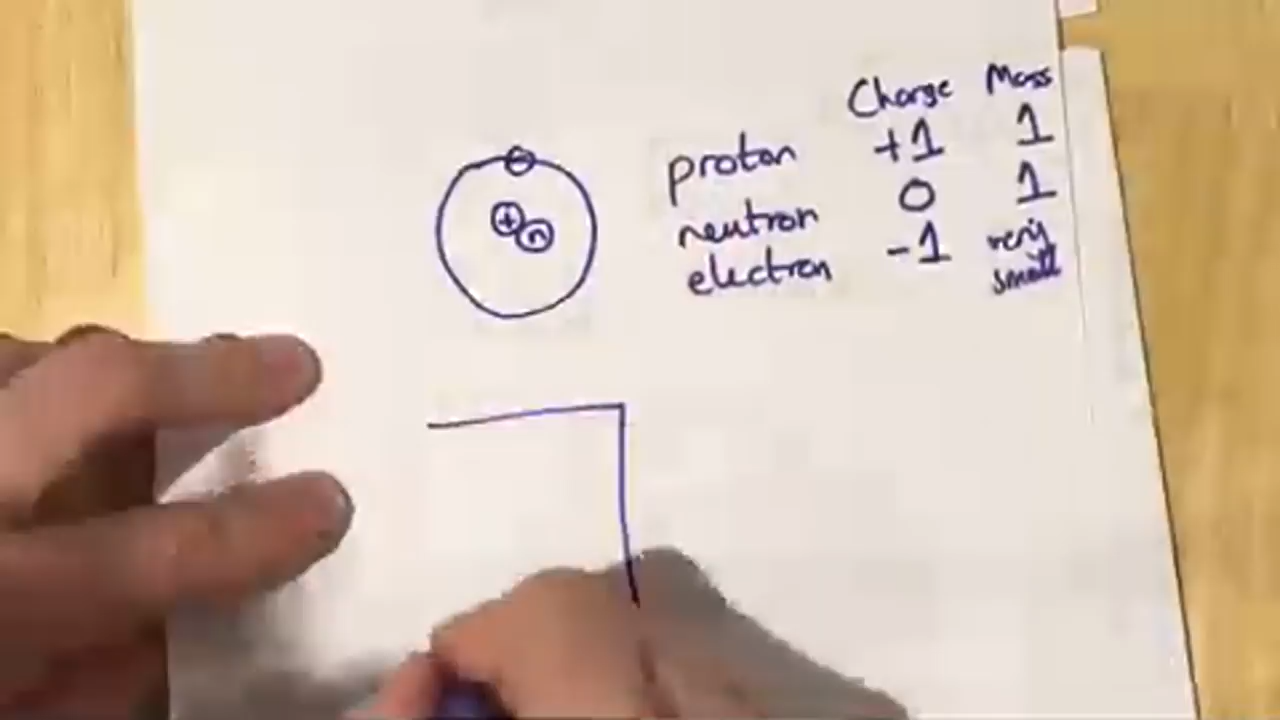 Charge Mass
proton +1 1
neutron 0 1
electron -1 very small
+
n
-